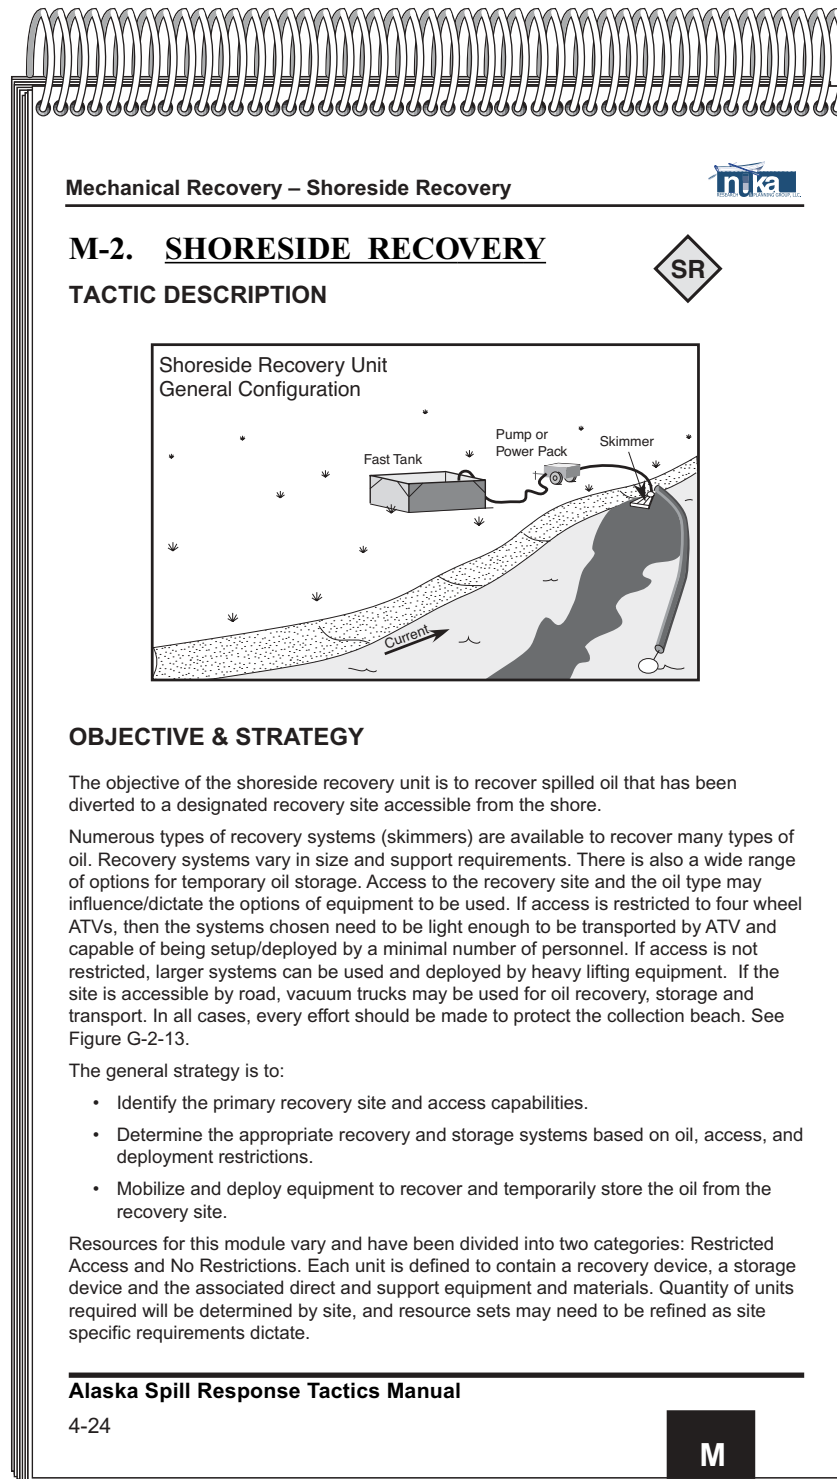 Mechanical Recovery – Shoreside Recovery
nuka
RESEARCH & PLANNING GROUP, LLC.
M-2. SHORESIDE RECOVERY
SR
TACTIC DESCRIPTION
Shoreside Recovery Unit
General Configuration
Fast Tank
Pump or
Power Pack
Skimmer
Current
OBJECTIVE & STRATEGY
The objective of the shoreside recovery unit is to recover spilled oil that has been
diverted to a designated recovery site accessible from the shore.
Numerous types of recovery systems (skimmers) are available to recover many types of
oil. Recovery systems vary in size and support requirements. There is also a wide range
of options for temporary oil storage. Access to the recovery site and the oil type may
influence/dictate the options of equipment to be used. If access is restricted to four wheel
ATVs, then the systems chosen need to be light enough to be transported by ATV and
capable of being setup/deployed by a minimal number of personnel. If access is not
restricted, larger systems can be used and deployed by heavy lifting equipment. If the
site is accessible by road, vacuum trucks may be used for oil recovery, storage and
transport. In all cases, every effort should be made to protect the collection beach. See
Figure G-2-13.
The general strategy is to:
• Identify the primary recovery site and access capabilities.
• Determine the appropriate recovery and storage systems based on oil, access, and
deployment restrictions.
• Mobilize and deploy equipment to recover and temporarily store the oil from the
recovery site.
Resources for this module vary and have been divided into two categories: Restricted
Access and No Restrictions. Each unit is defined to contain a recovery device, a storage
device and the associated direct and support equipment and materials. Quantity of units
required will be determined by site, and resource sets may need to be refined as site
specific requirements dictate.
Alaska Spill Response Tactics Manual
4-24
M